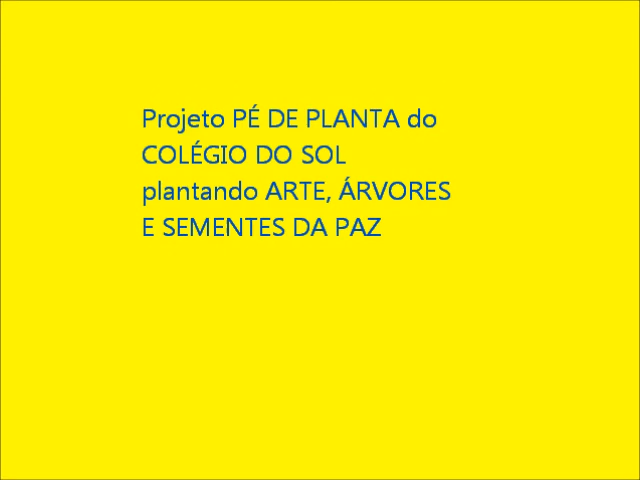 Projeto PÉ DE PLANTA do
COLÉGIO DO SOL
plantando ARTE, ÁRVORES
E SEMENTES DA PAZ